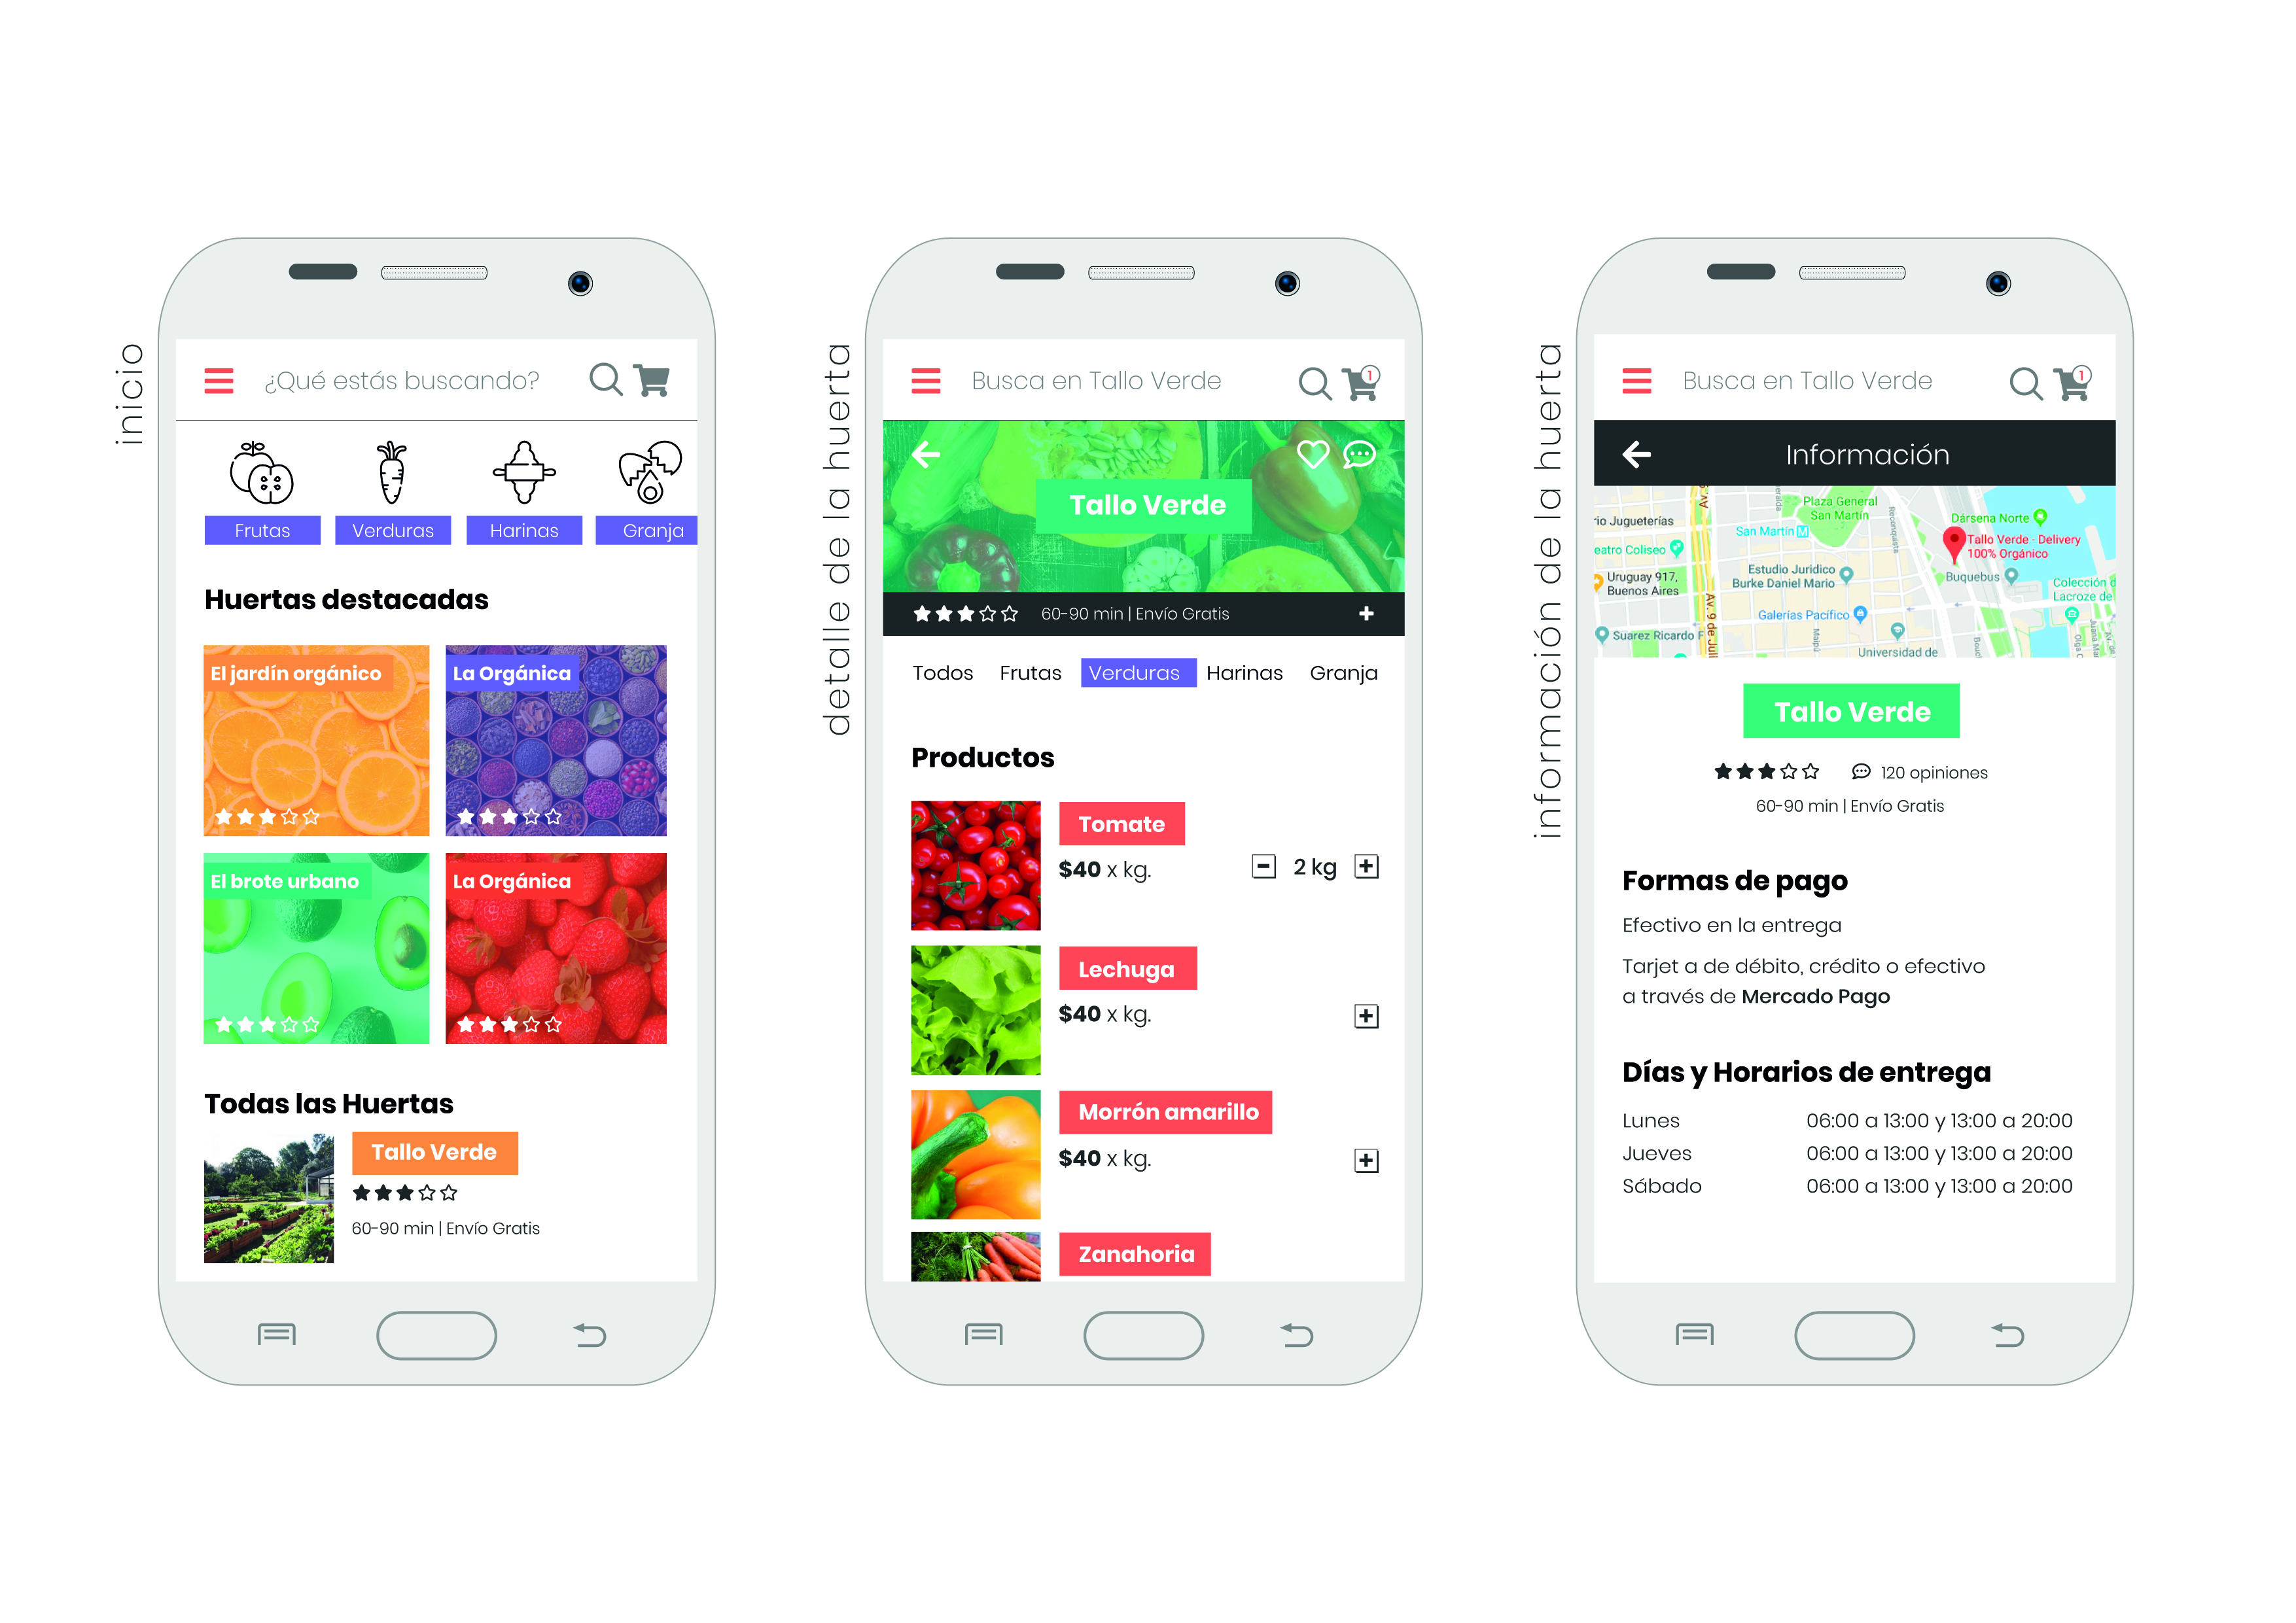 inicio
¿Qué estás buscando?
Frutas
Verduras
Harinas
Granja
Huertas destacadas
El jardín orgánico
La Orgánica
El brote urbano
La Orgánica
Todas las Huertas
Tallo Verde
60-90 min | Envío Gratis
detalle de la huerta
Busca en Tallo Verde
1
Tallo Verde
60-90 min | Envío Gratis
Todos
Frutas
Verduras
Harinas
Granja
Productos
Tomate
$40 x kg.
2 kg
Lechuga
$40 x kg.
Morrón amarillo
$40 x kg.
Zanahoria
información de la huerta
Busca en Tallo Verde
1
Información
Plaza General
San Martín
rio Jugueterías
San Martín
M
Reconquista
Dársena Norte
Tallo Verde - Delivery
100% Orgánico
eatro Coliseo
Estudio Juridico
Burke Daniel Mario
Uruguay 917,
Buenos Aires
Buquebus
Colección d
Lacroze de
Av. 9 de Juli
Galerías Pacífico
Maipú
Suarez Ricardo F
Universidad de
Juana Man
Olga C
Tallo Verde
120 opiniones
60-90 min | Envío Gratis
Formas de pago
Efectivo en la entrega
Tarjet a de débito, crédito o efectivo
a través de Mercado Pago
Días y Horarios de entrega
Lunes 06:00 a 13:00 y 13:00 a 20:00
Jueves 06:00 a 13:00 y 13:00 a 20:00
Sábado 06:00 a 13:00 y 13:00 a 20:00